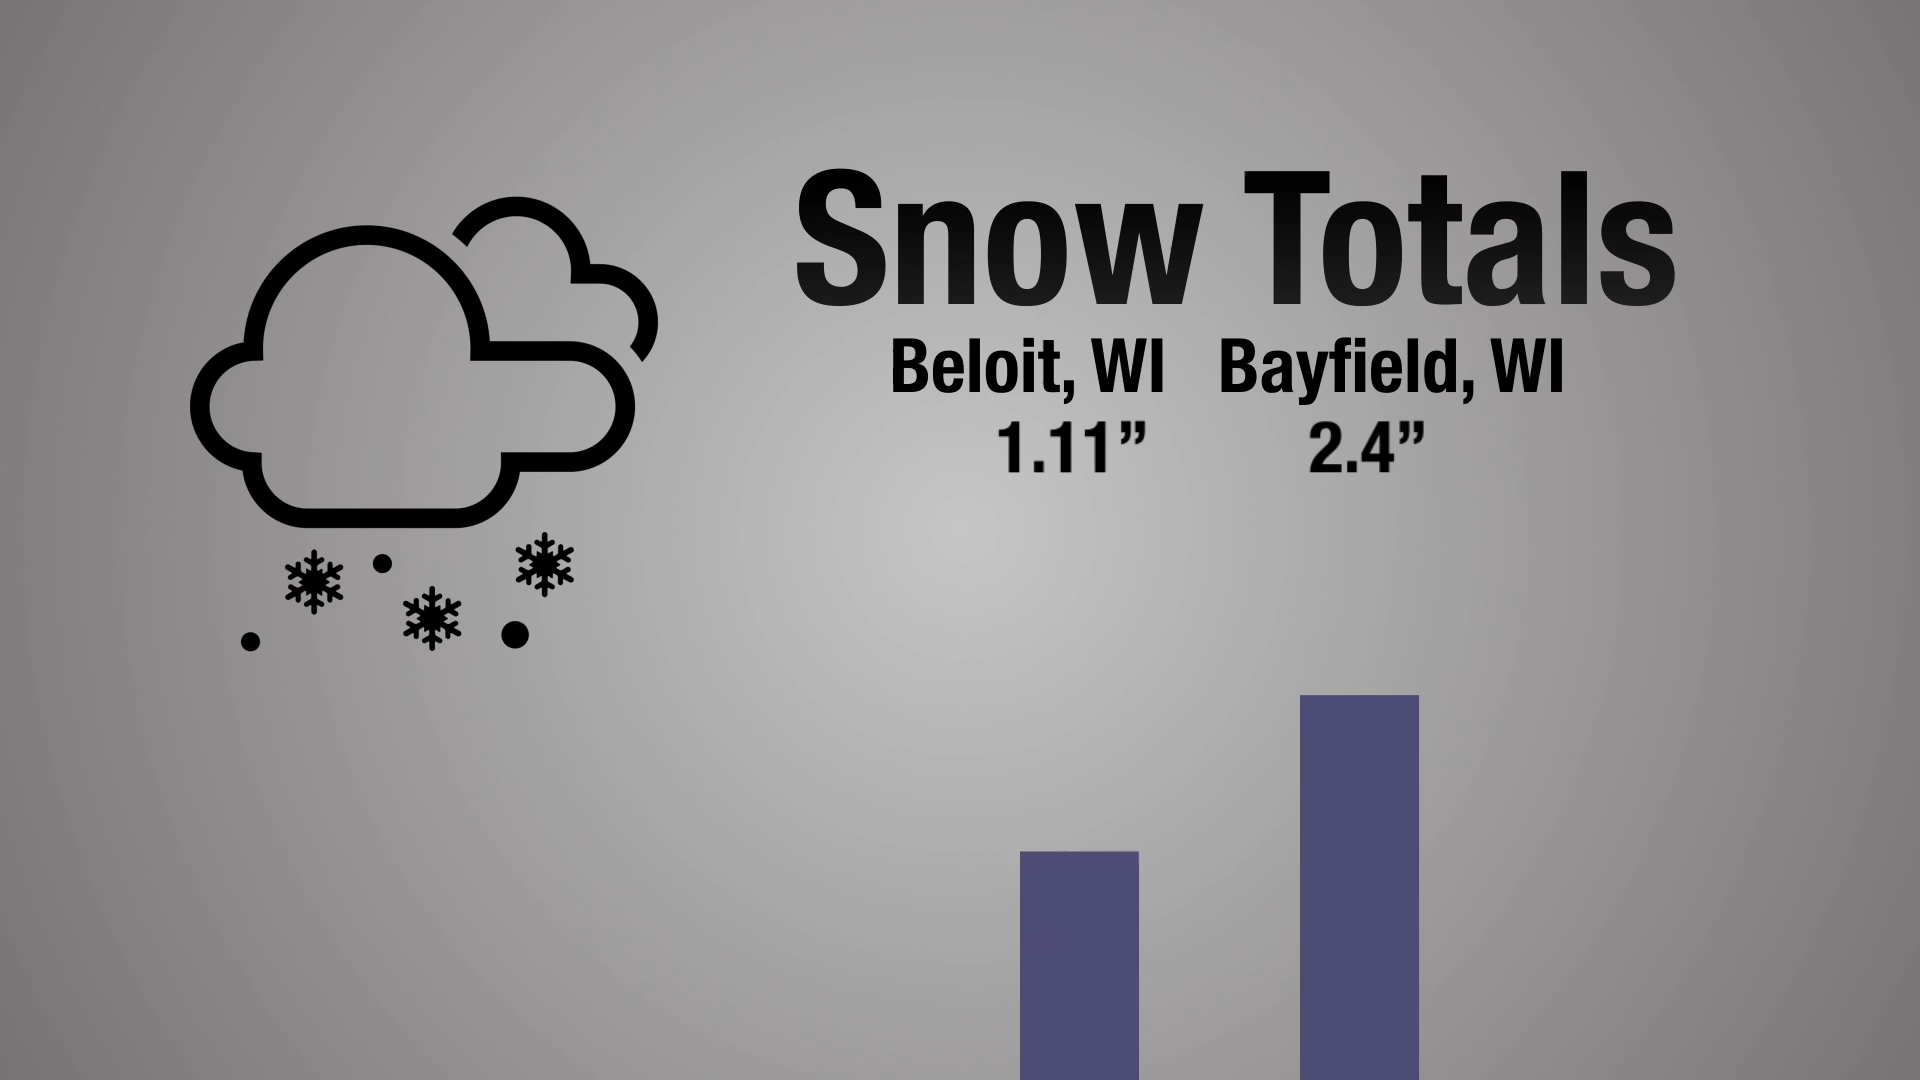 Snow Totals
Beloit, WI Bayfield, WI
1.11” 2.4”